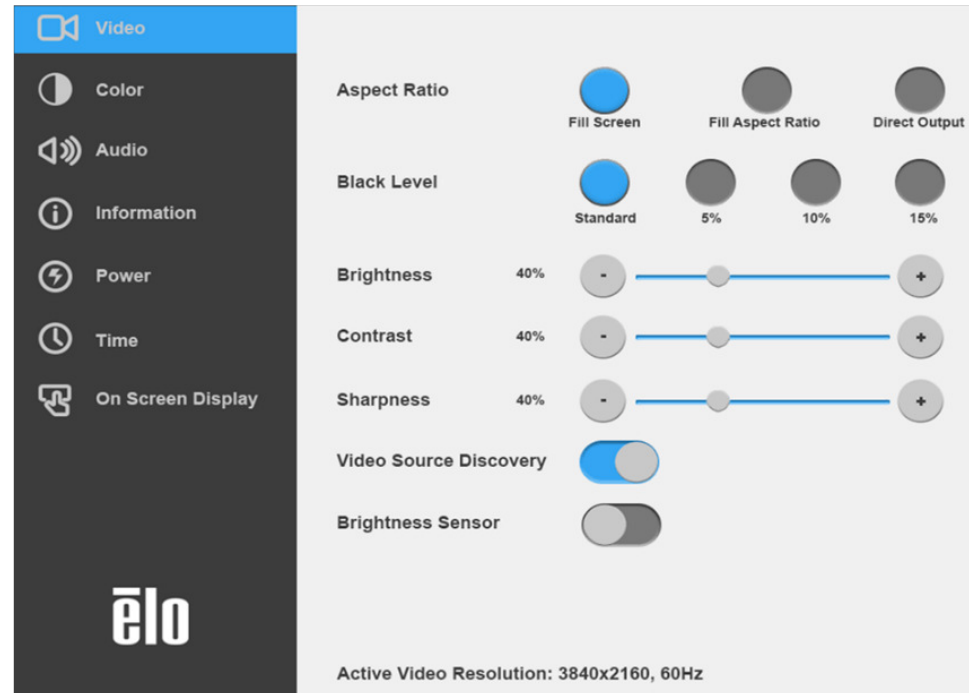 Video
Color
Audio
Information
Power
Time
On Screen Display
ēlo
Aspect Ratio
Fill Screen Fill Aspect Ratio Direct Output
Black Level
Standard 5% 10% 15%
Brightness 40% - +
Contrast 40% - +
Sharpness 40% - +
Video Source Discovery
Brightness Sensor
Active Video Resolution: 3840x2160, 60Hz